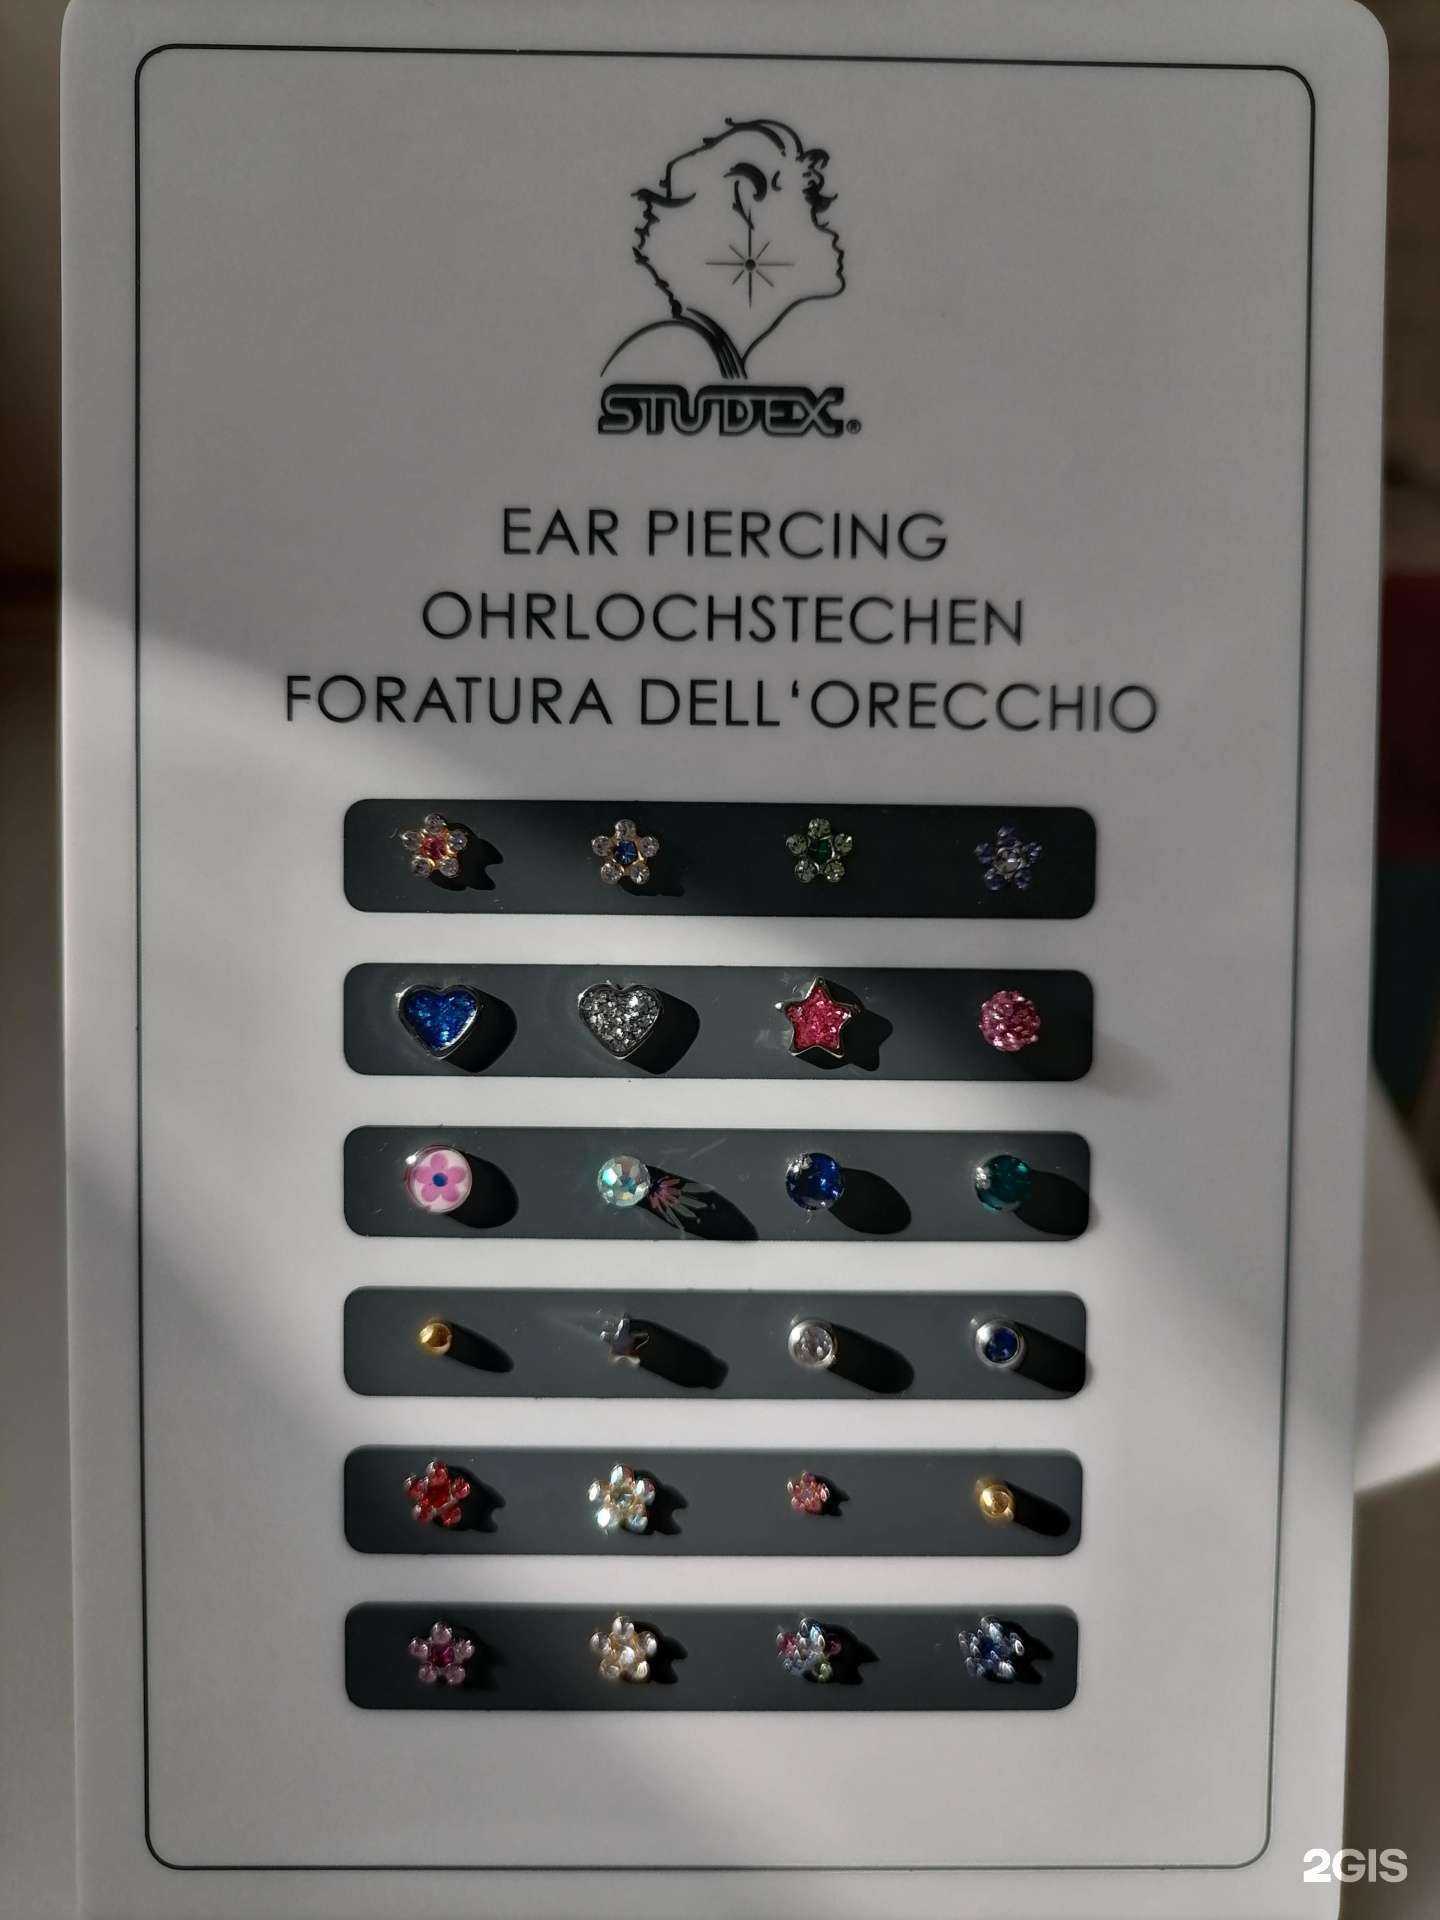 STUDEX®
EAR PIERCING
OHRLOCHSTECHEN
FORATURA DELL‘ORECCHIO
2GIS